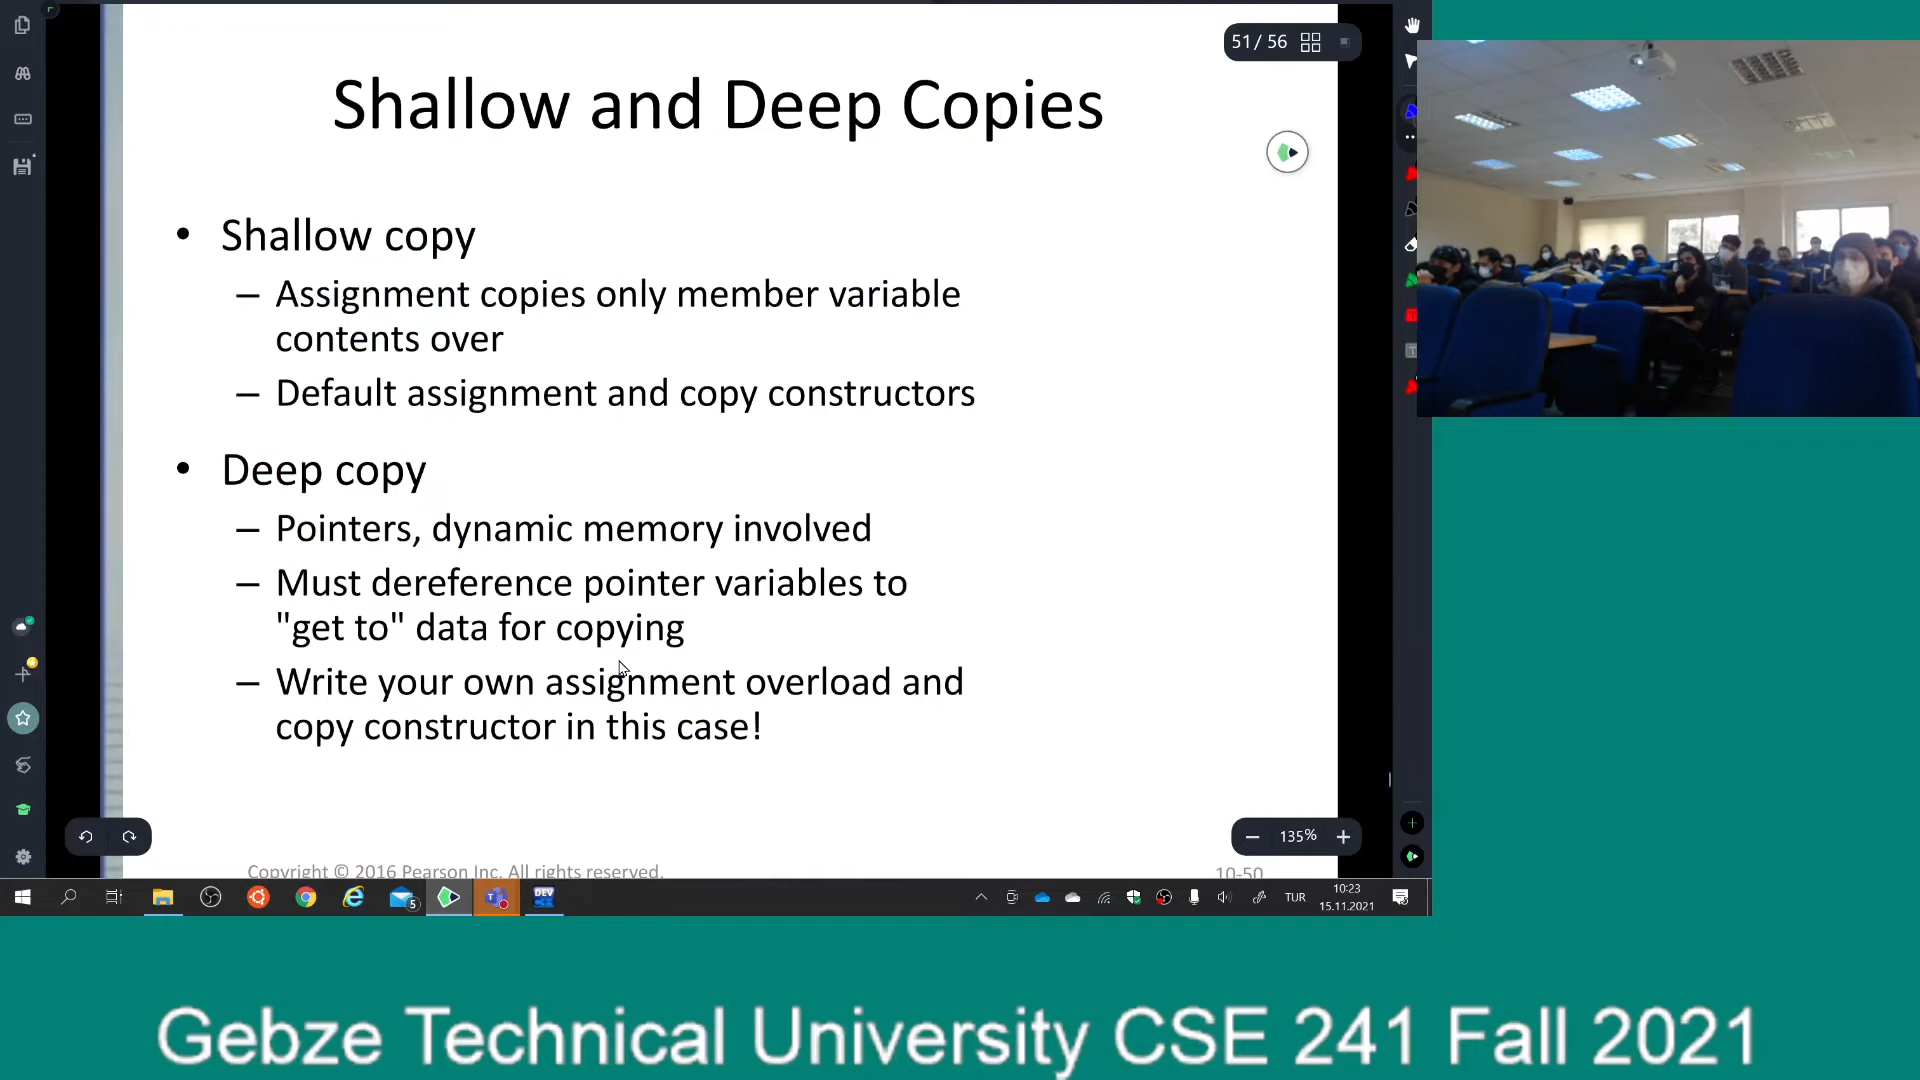 51 / 56
Shallow and Deep Copies
• Shallow copy
– Assignment copies only member variable
contents over
– Default assignment and copy constructors
• Deep copy
– Pointers, dynamic memory involved
– Must dereference pointer variables to
"get to" data for copying
– Write your own assignment overload and
copy constructor in this case!
135%
Copyright © 2016 Pearson Inc. All rights reserved.
10-50
5
DEV
TUR
10:23
15.11.2021
Gebze Technical University CSE 241 Fall 2021